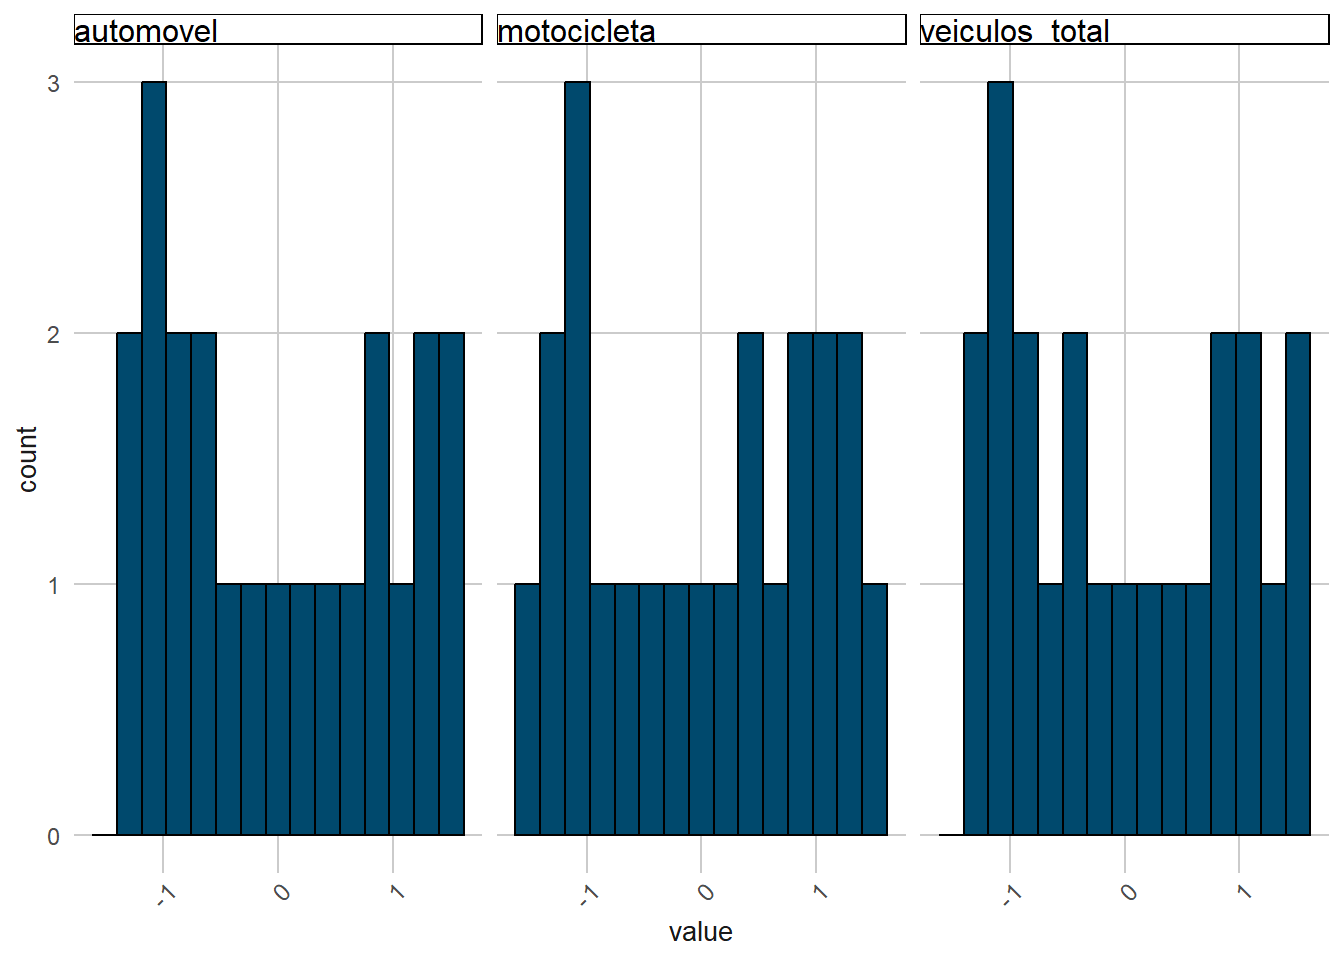 automovel motocicleta veiculos_total
3
2
1
0
count
-1 0 1 -1 0 1 -1 0 1
value